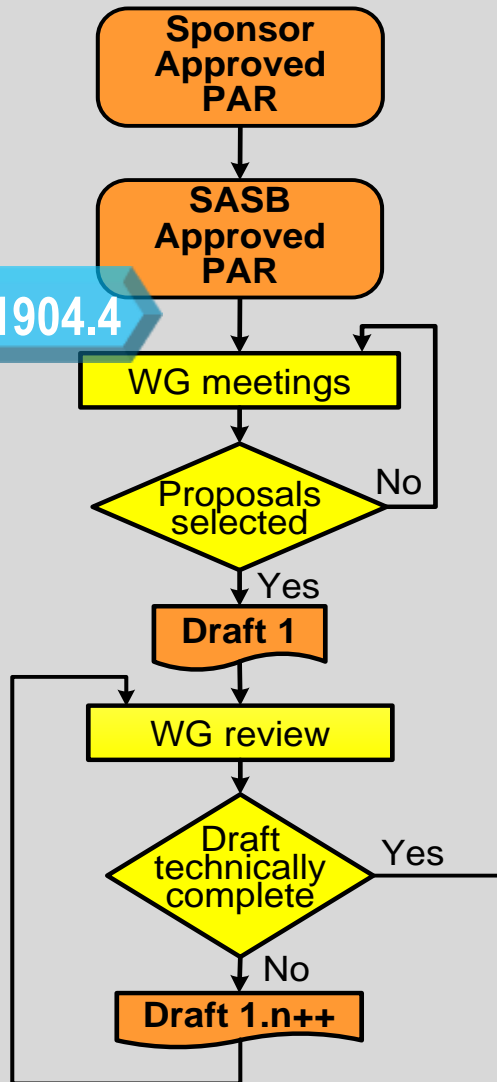 Sponsor
Approved
PAR
SASB
Approved
PAR
1904.4
WG meetings
Proposals
selected
No
Yes
Draft 1
WG review
Draft
technically
complete
Yes
No
Draft 1.n++